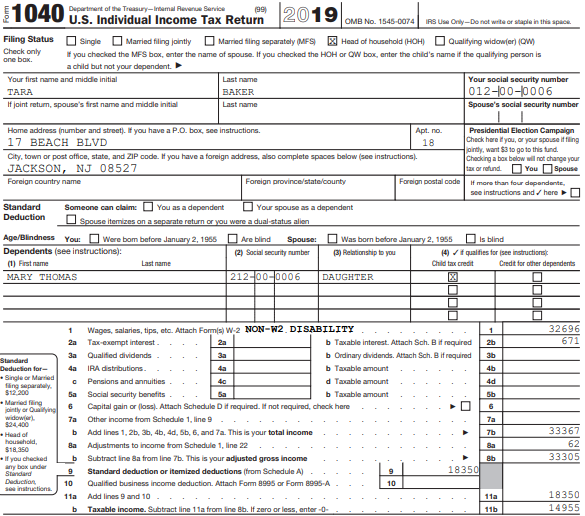 Form 1040 Department of the Treasury—Internal Revenue Service (99) U.S. Individual Income Tax Return 2019 OMB No. 1545-0074 IRS Use Only—Do not write or staple in this space.
Filing Status Single Married filing jointly Married filing separately (MFS) X Head of household (HOH) Qualifying widow(er) (QW)
Check only one box. If you checked the MFS box, enter the name of spouse. If you checked the HOH or QW box, enter the child's name if the qualifying person is a child but not your dependent. ▶
Your first name and middle initial Last name Your social security number
TARA BAKER 012-00-0006
If joint return, spouse's first name and middle initial Last name Spouse's social security number
Home address (number and street). If you have a P.O. box, see instructions. Apt. no.
17 BEACH BLVD 18
Presidential Election Campaign
Check here if you, or your spouse if filing jointly, want $3 to go to this fund. Checking a box below will not change your tax or refund. You Spouse
City, town or post office, state, and ZIP code. If you have a foreign address, also complete spaces below (see instructions).
JACKSON, NJ 08527
Foreign country name Foreign province/state/county Foreign postal code If more than four dependents, see instructions and ✓ here ▶
Standard Deduction Someone can claim: You as a dependent Your spouse as a dependent
Spouse itemizes on a separate return or you were a dual-status alien
Age/Blindness You: Were born before January 2, 1955 Are blind Spouse: Was born before January 2, 1955 Is blind
Dependents (see instructions): (2) Social security number (3) Relationship to you (4) ✓ if qualifies for (see instructions):
(1) First name Last name Child tax credit Credit for other dependents
MARY THOMAS 212-00-0006 DAUGHTER X
1 Wages, salaries, tips, etc. Attach Form(s) W-2 NON-W2 DISABILITY 1 32696
2a Tax-exempt interest 2a b Taxable interest. Attach Sch. B if required 2b 671
3a Qualified dividends 3a b Ordinary dividends. Attach Sch. B if required 3b
4a IRA distributions 4a b Taxable amount 4b
c Pensions and annuities 4c d Taxable amount 4d
5a Social security benefits 5a b Taxable amount 5b
6 Capital gain or (loss). Attach Schedule D if required. If not required, check here ▶ 6
7a Other income from Schedule 1, line 9 7a
b Add lines 1, 2b, 3b, 4b, 4d, 5b, 6, and 7a. This is your total income ▶ 7b 33367
8a Adjustments to income from Schedule 1, line 22 8a 62
b Subtract line 8a from line 7b. This is your adjusted gross income ▶ 8b 33305
9 Standard deduction or itemized deductions (from Schedule A) 9 18350
10 Qualified business income deduction. Attach Form 8995 or Form 8995-A 10
11a Add lines 9 and 10 11a 18350
b Taxable income. Subtract line 11a from line 8b. If zero or less, enter -0- 11b 14955
Standard Deduction for—
• Single or Married filing separately, $12,200
• Married filing jointly or Qualifying widow(er), $24,400
• Head of household, $18,350
• If you checked any box under Standard Deduction, see instructions.